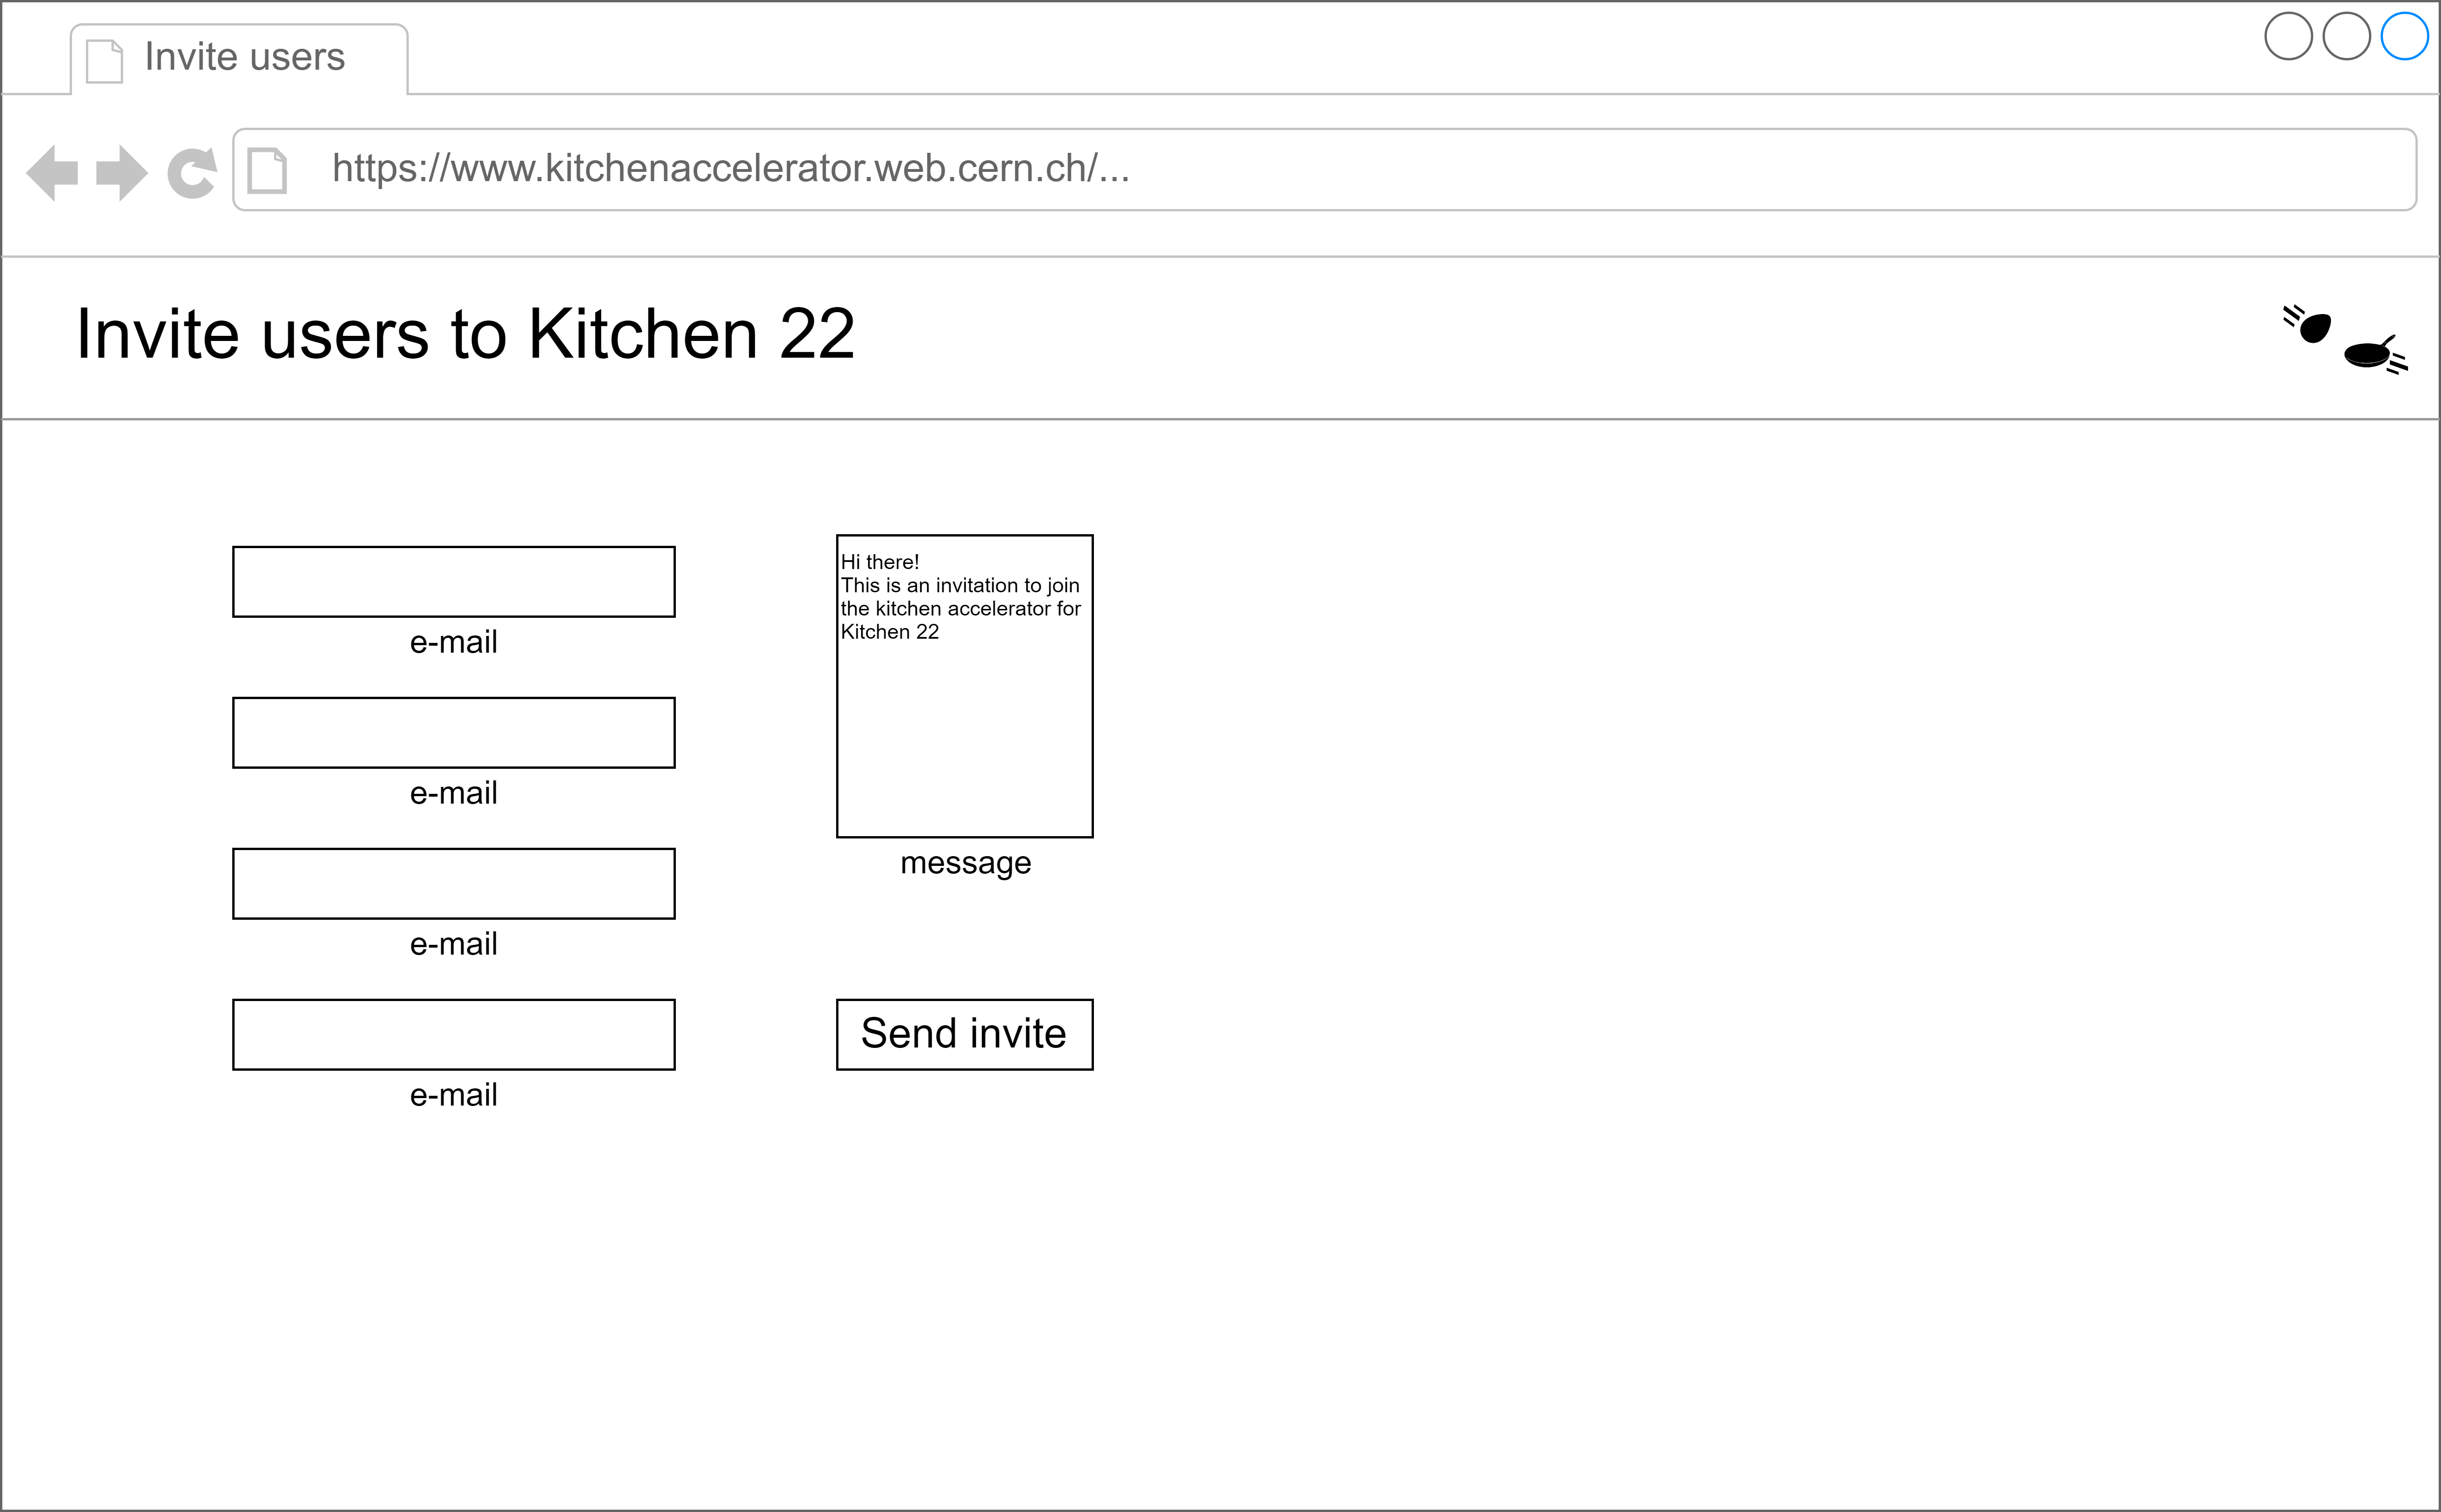 Invite users
https://www.kitchenaccelerator.web.cern.ch/...
Invite users to Kitchen 22
e-mail
e-mail
e-mail
e-mail
Hi there!
This is an invitation to join
the kitchen accelerator for
Kitchen 22
message
Send invite